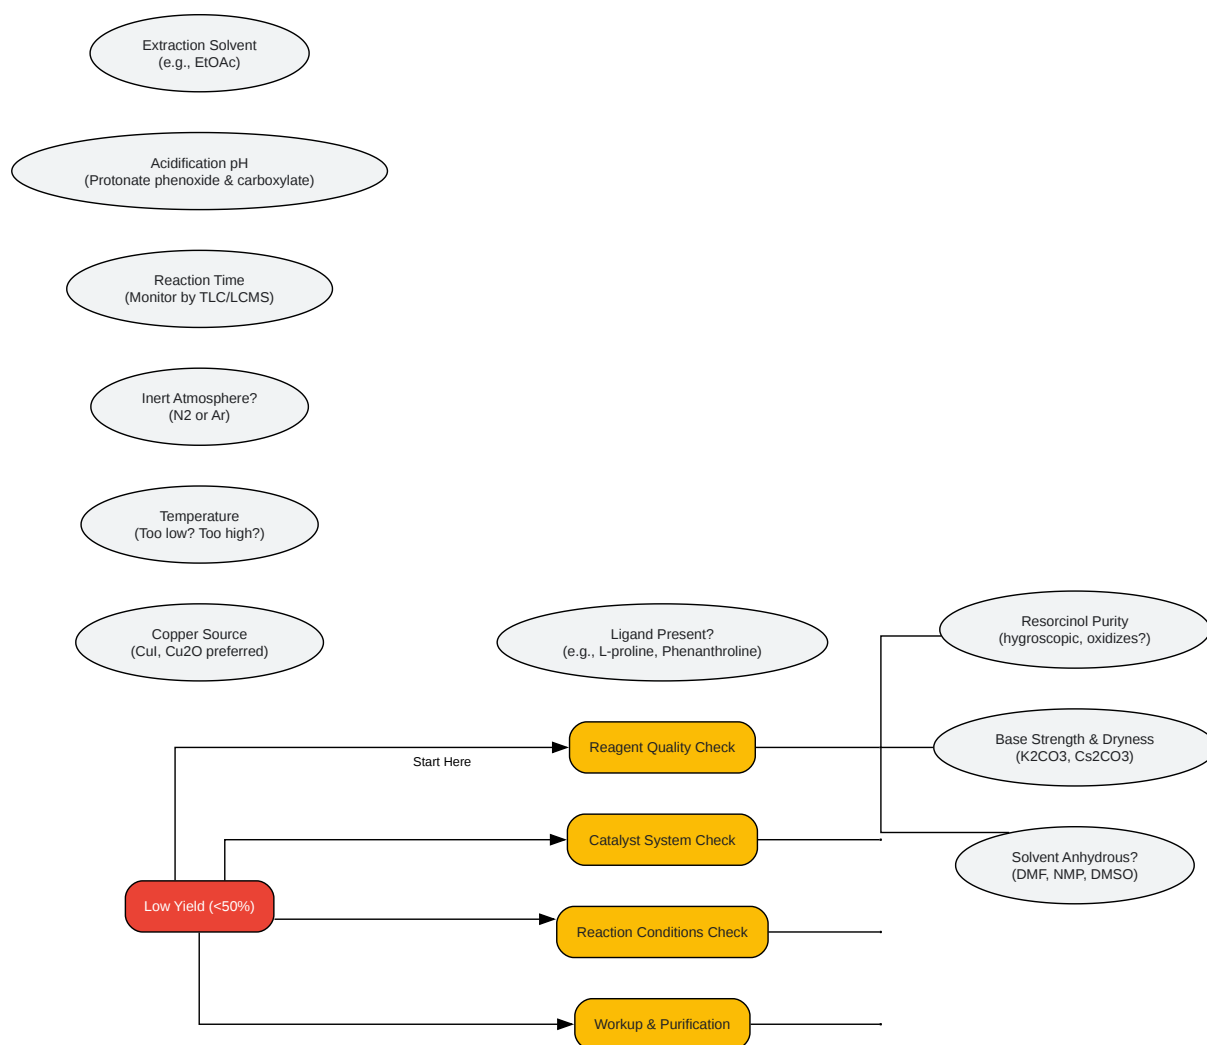 Extraction Solvent
(e.g., EtOAc)
Acidification pH
(Protonate phenoxide & carboxylate)
Reaction Time
(Monitor by TLC/LCMS)
Inert Atmosphere?
(N2 or Ar)
Temperature
(Too low? Too high?)
Copper Source
(CuI, Cu2O preferred)
Ligand Present?
(e.g., L-proline, Phenanthroline)
Resorcinol Purity
(hygroscopic, oxidizes?)
Reagent Quality Check
Start Here
Base Strength & Dryness
(K2CO3, Cs2CO3)
Catalyst System Check
Solvent Anhydrous?
(DMF, NMP, DMSO)
Low Yield (<50%)
Reaction Conditions Check
Workup & Purification